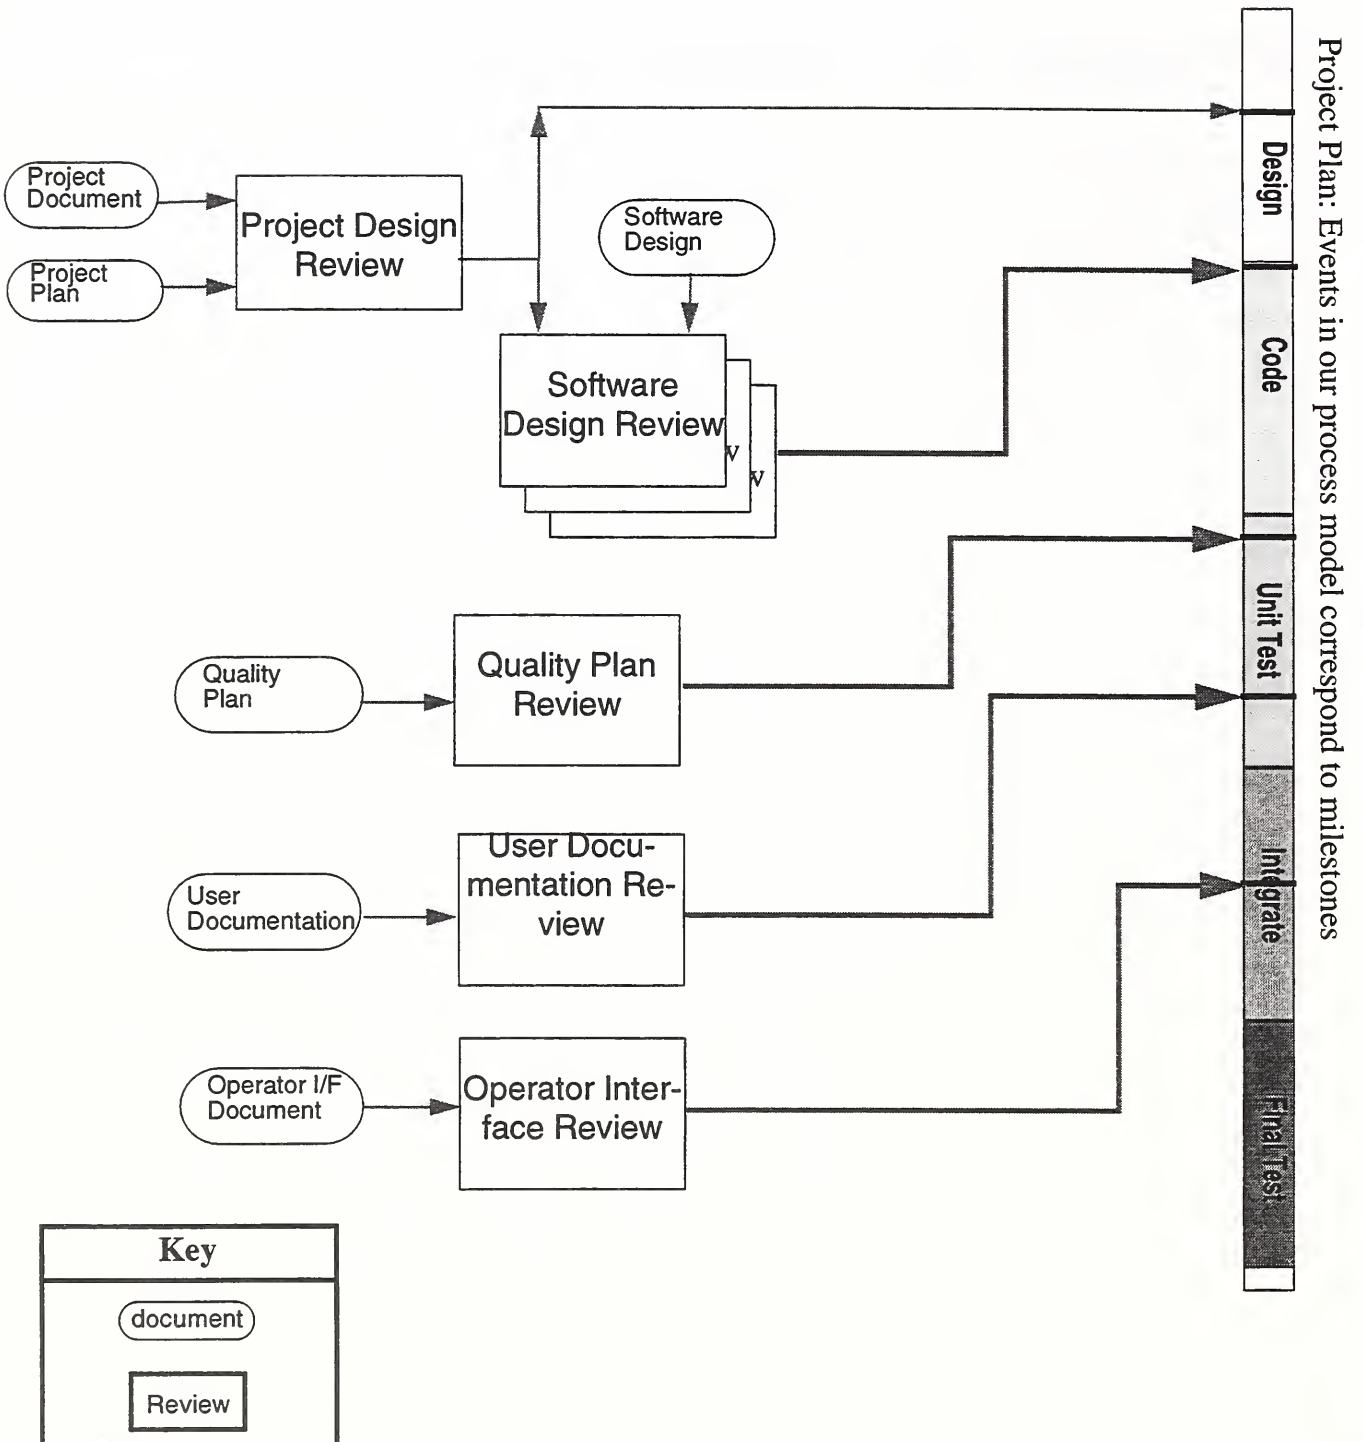 Project
Document
Project
Plan
Project Design
Review
Software
Design
Software
Design Review
v
v
Quality
Plan
Quality Plan
Review
User
Documentation
User Docu-
mentation Re-
view
Operator I/F
Document
Operator Inter-
face Review
Key
document
Review
Design
Code
Unit Test
Integrate
Final Test
Project Plan: Events in our process model correspond to milestones